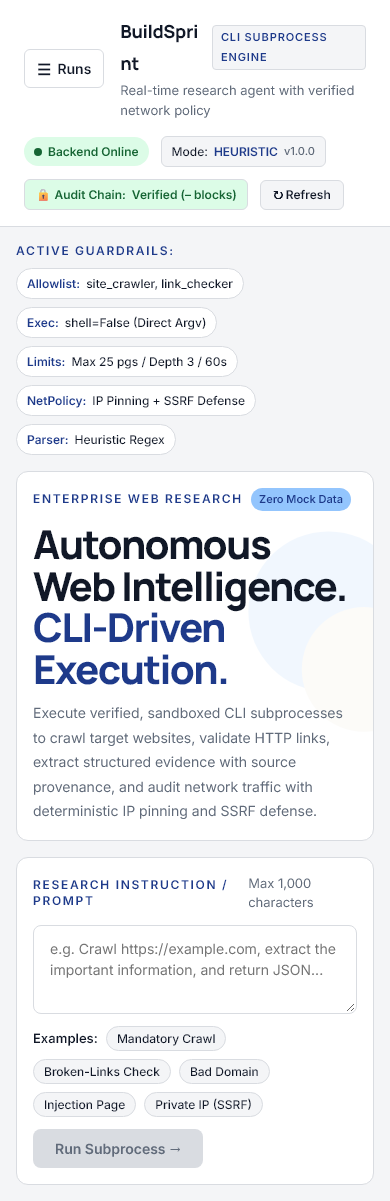 ☰ Runs
BuildSpri
nt
CLI SUBPROCESS
ENGINE
Real-time research agent with verified
network policy
Backend Online
Mode: HEURISTIC v1.0.0
🔒 Audit Chain: Verified (– blocks)
↻ Refresh
ACTIVE GUARDRAILS:
Allowlist: site_crawler, link_checker
Exec: shell=False (Direct Argv)
Limits: Max 25 pgs / Depth 3 / 60s
NetPolicy: IP Pinning + SSRF Defense
Parser: Heuristic Regex
ENTERPRISE WEB RESEARCH
Zero Mock Data
Autonomous
Web Intelligence.
CLI-Driven
Execution.
Execute verified, sandboxed CLI subprocesses
to crawl target websites, validate HTTP links,
extract structured evidence with source
provenance, and audit network traffic with
deterministic IP pinning and SSRF defense.
RESEARCH INSTRUCTION /
PROMPT
Max 1,000
characters
e.g. Crawl https://example.com, extract the
important information, and return JSON...
Examples: Mandatory Crawl
Broken-Links Check Bad Domain
Injection Page Private IP (SSRF)
Run Subprocess →